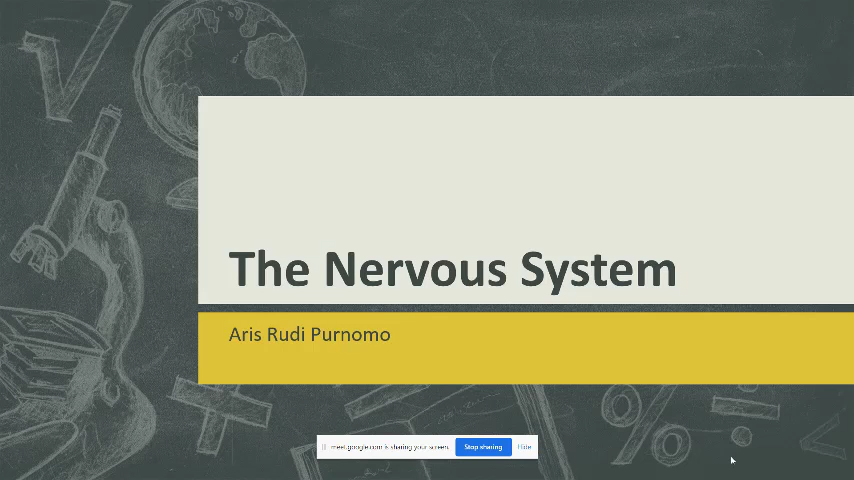 The Nervous System
Aris Rudi Purnomo
meet.google.com is sharing your screen. Stop sharing Hide